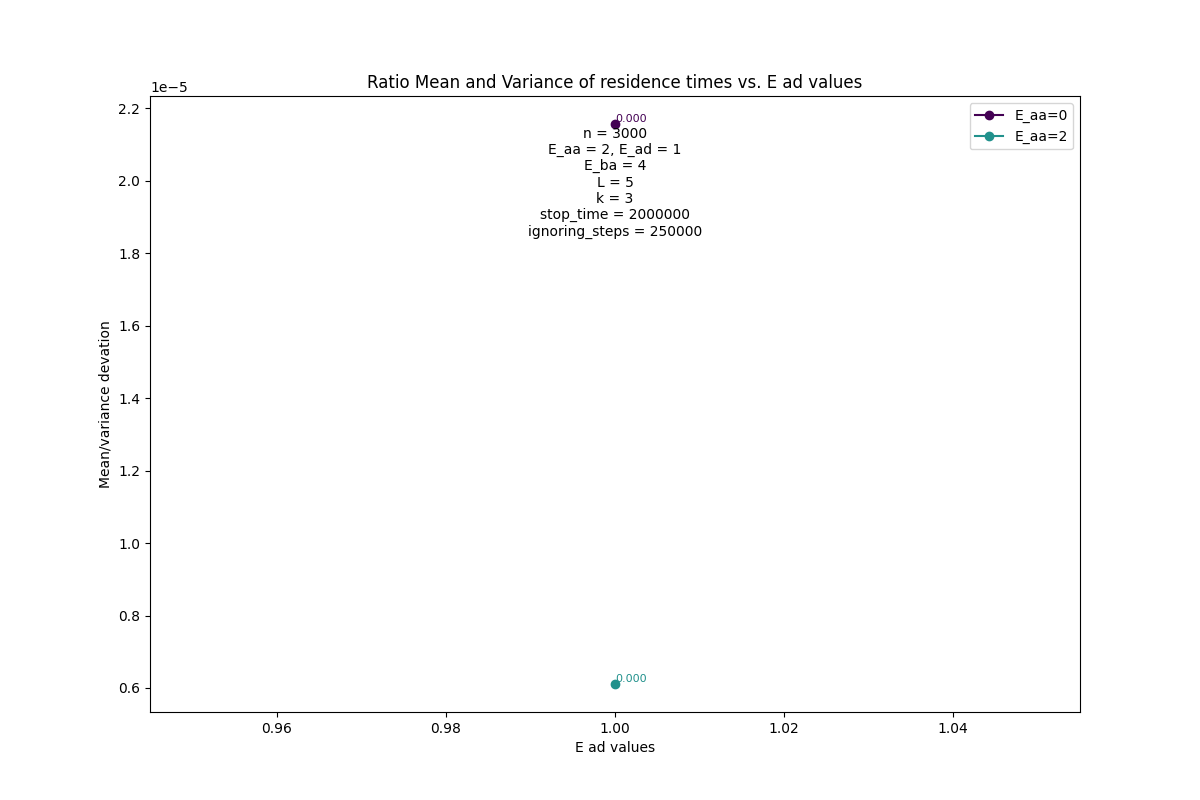 Ratio Mean and Variance of residence times vs. E ad values
1e−5
2.2
2.0
1.8
1.6
1.4
1.2
1.0
0.8
0.6
Mean/variance devation
0.000
n = 3000
E_aa = 2, E_ad = 1
E_ba = 4
L = 5
k = 3
stop_time = 2000000
ignoring_steps = 250000
E_aa=0
E_aa=2
0.000
0.96
0.98
1.00
1.02
1.04
E ad values